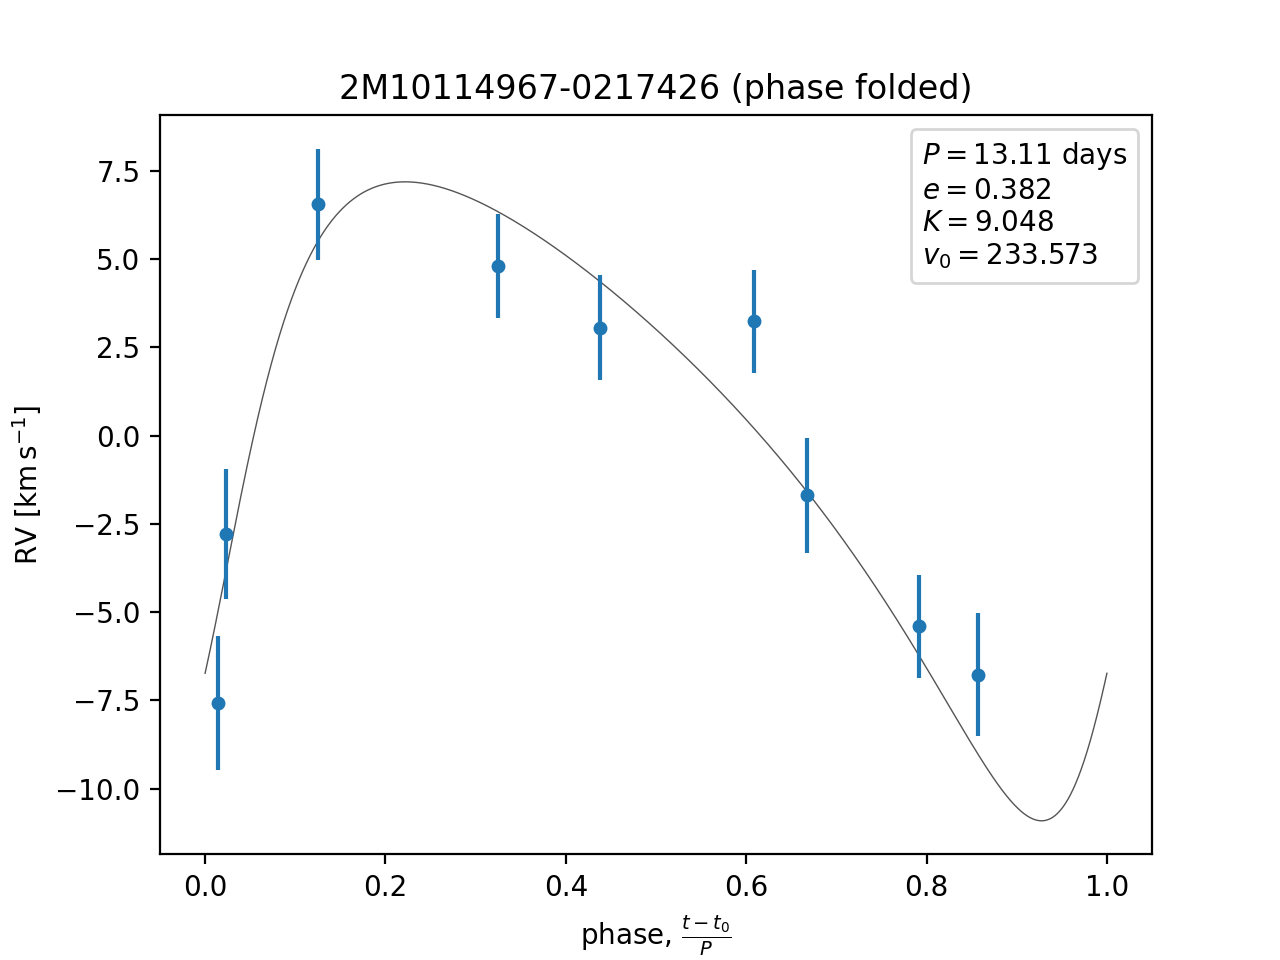 2M10114967-0217426 (phase folded)
P = 13.11 days
e = 0.382
K = 9.048
v₀ = 233.573
RV [km s⁻¹]
7.5
5.0
2.5
0.0
−2.5
−5.0
−7.5
−10.0
0.0 0.2 0.4 0.6 0.8 1.0
phase, (t − t₀)/P